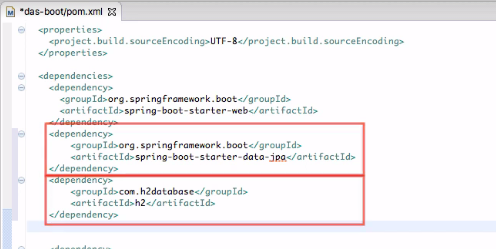 *das-boot/pom.xml
<properties>
<project.build.sourceEncoding>UTF-8</project.build.sourceEncoding>
</properties>
<dependencies>
<dependency>
<groupId>org.springframework.boot</groupId>
<artifactId>spring-boot-starter-web</artifactId>
</dependency>
<dependency>
<groupId>org.springframework.boot</groupId>
<artifactId>spring-boot-starter-data-jpa</artifactId>
</dependency>
<dependency>
<groupId>com.h2database</groupId>
<artifactId>h2</artifactId>
</dependency>
<dependency>